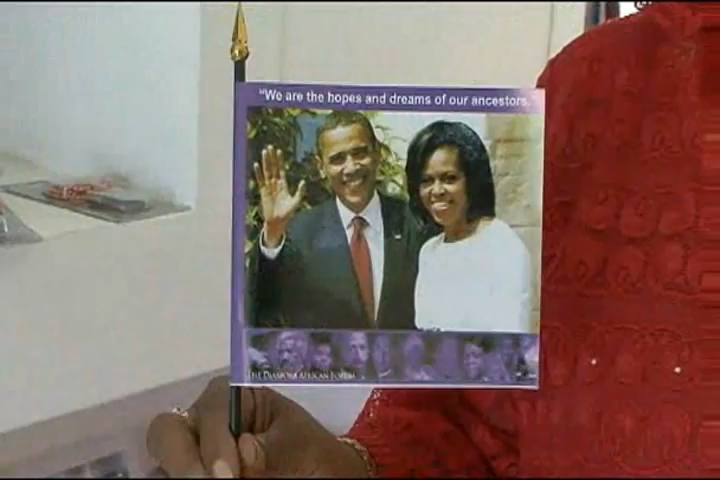 "We are the hopes and dreams of our ancestors."
THE DIASPORA AFRICAN FORUM